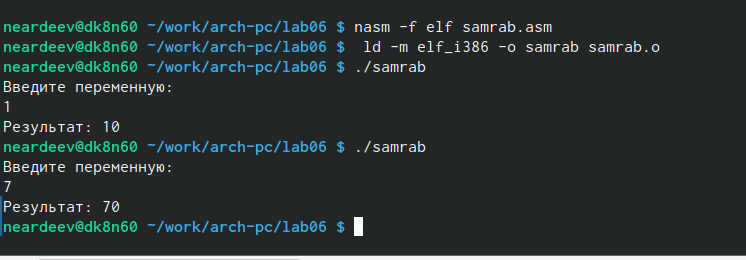 neardeev@dk8n60 ~/work/arch-pc/lab06 $ nasm -f elf samrab.asm
neardeev@dk8n60 ~/work/arch-pc/lab06 $  ld -m elf_i386 -o samrab samrab.o
neardeev@dk8n60 ~/work/arch-pc/lab06 $ ./samrab
Введите переменную:
1
Результат: 10
neardeev@dk8n60 ~/work/arch-pc/lab06 $ ./samrab
Введите переменную:
7
Результат: 70
neardeev@dk8n60 ~/work/arch-pc/lab06 $